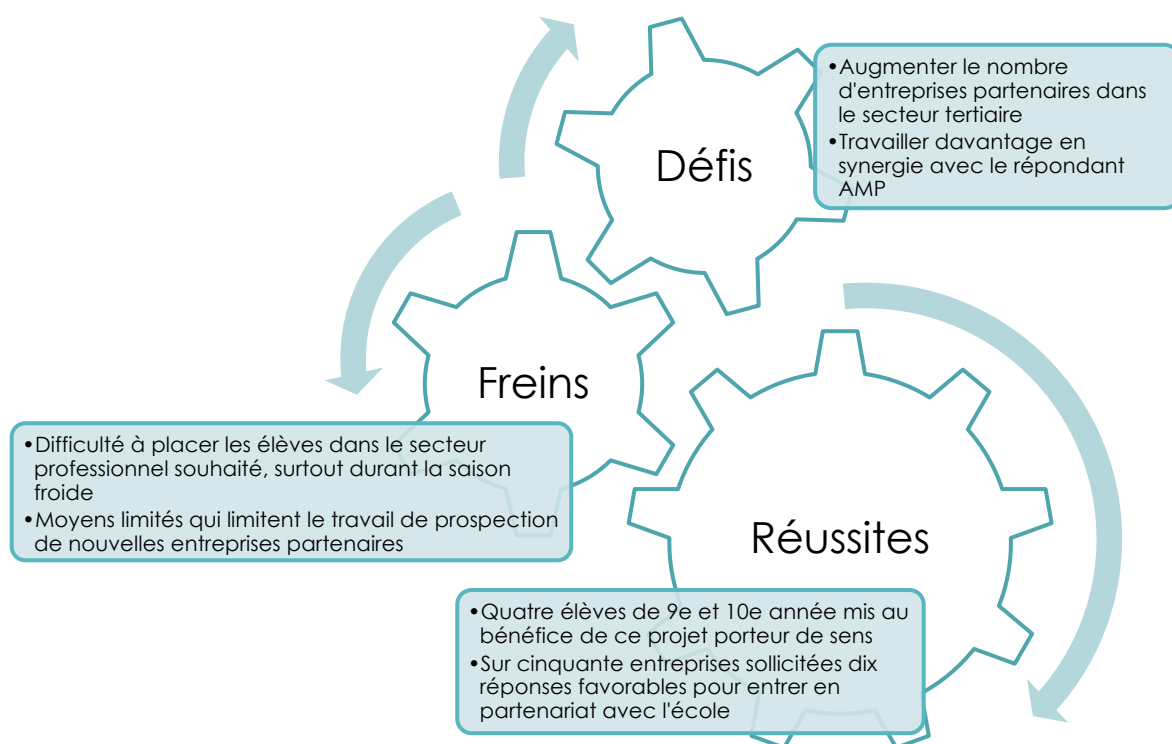 Défis
•Augmenter le nombre
d'entreprises partenaires dans
le secteur tertiaire
•Travailler davantage en
synergie avec le répondant
AMP
Freins
•Difficulté à placer les élèves dans le secteur
professionnel souhaité, surtout durant la saison
froide
•Moyens limités qui limitent le travail de prospection
de nouvelles entreprises partenaires
Réussites
•Quatre élèves de 9e et 10e année mis au
bénéfice de ce projet porteur de sens
•Sur cinquante entreprises sollicitées dix
réponses favorables pour entrer en
partenariat avec l'école